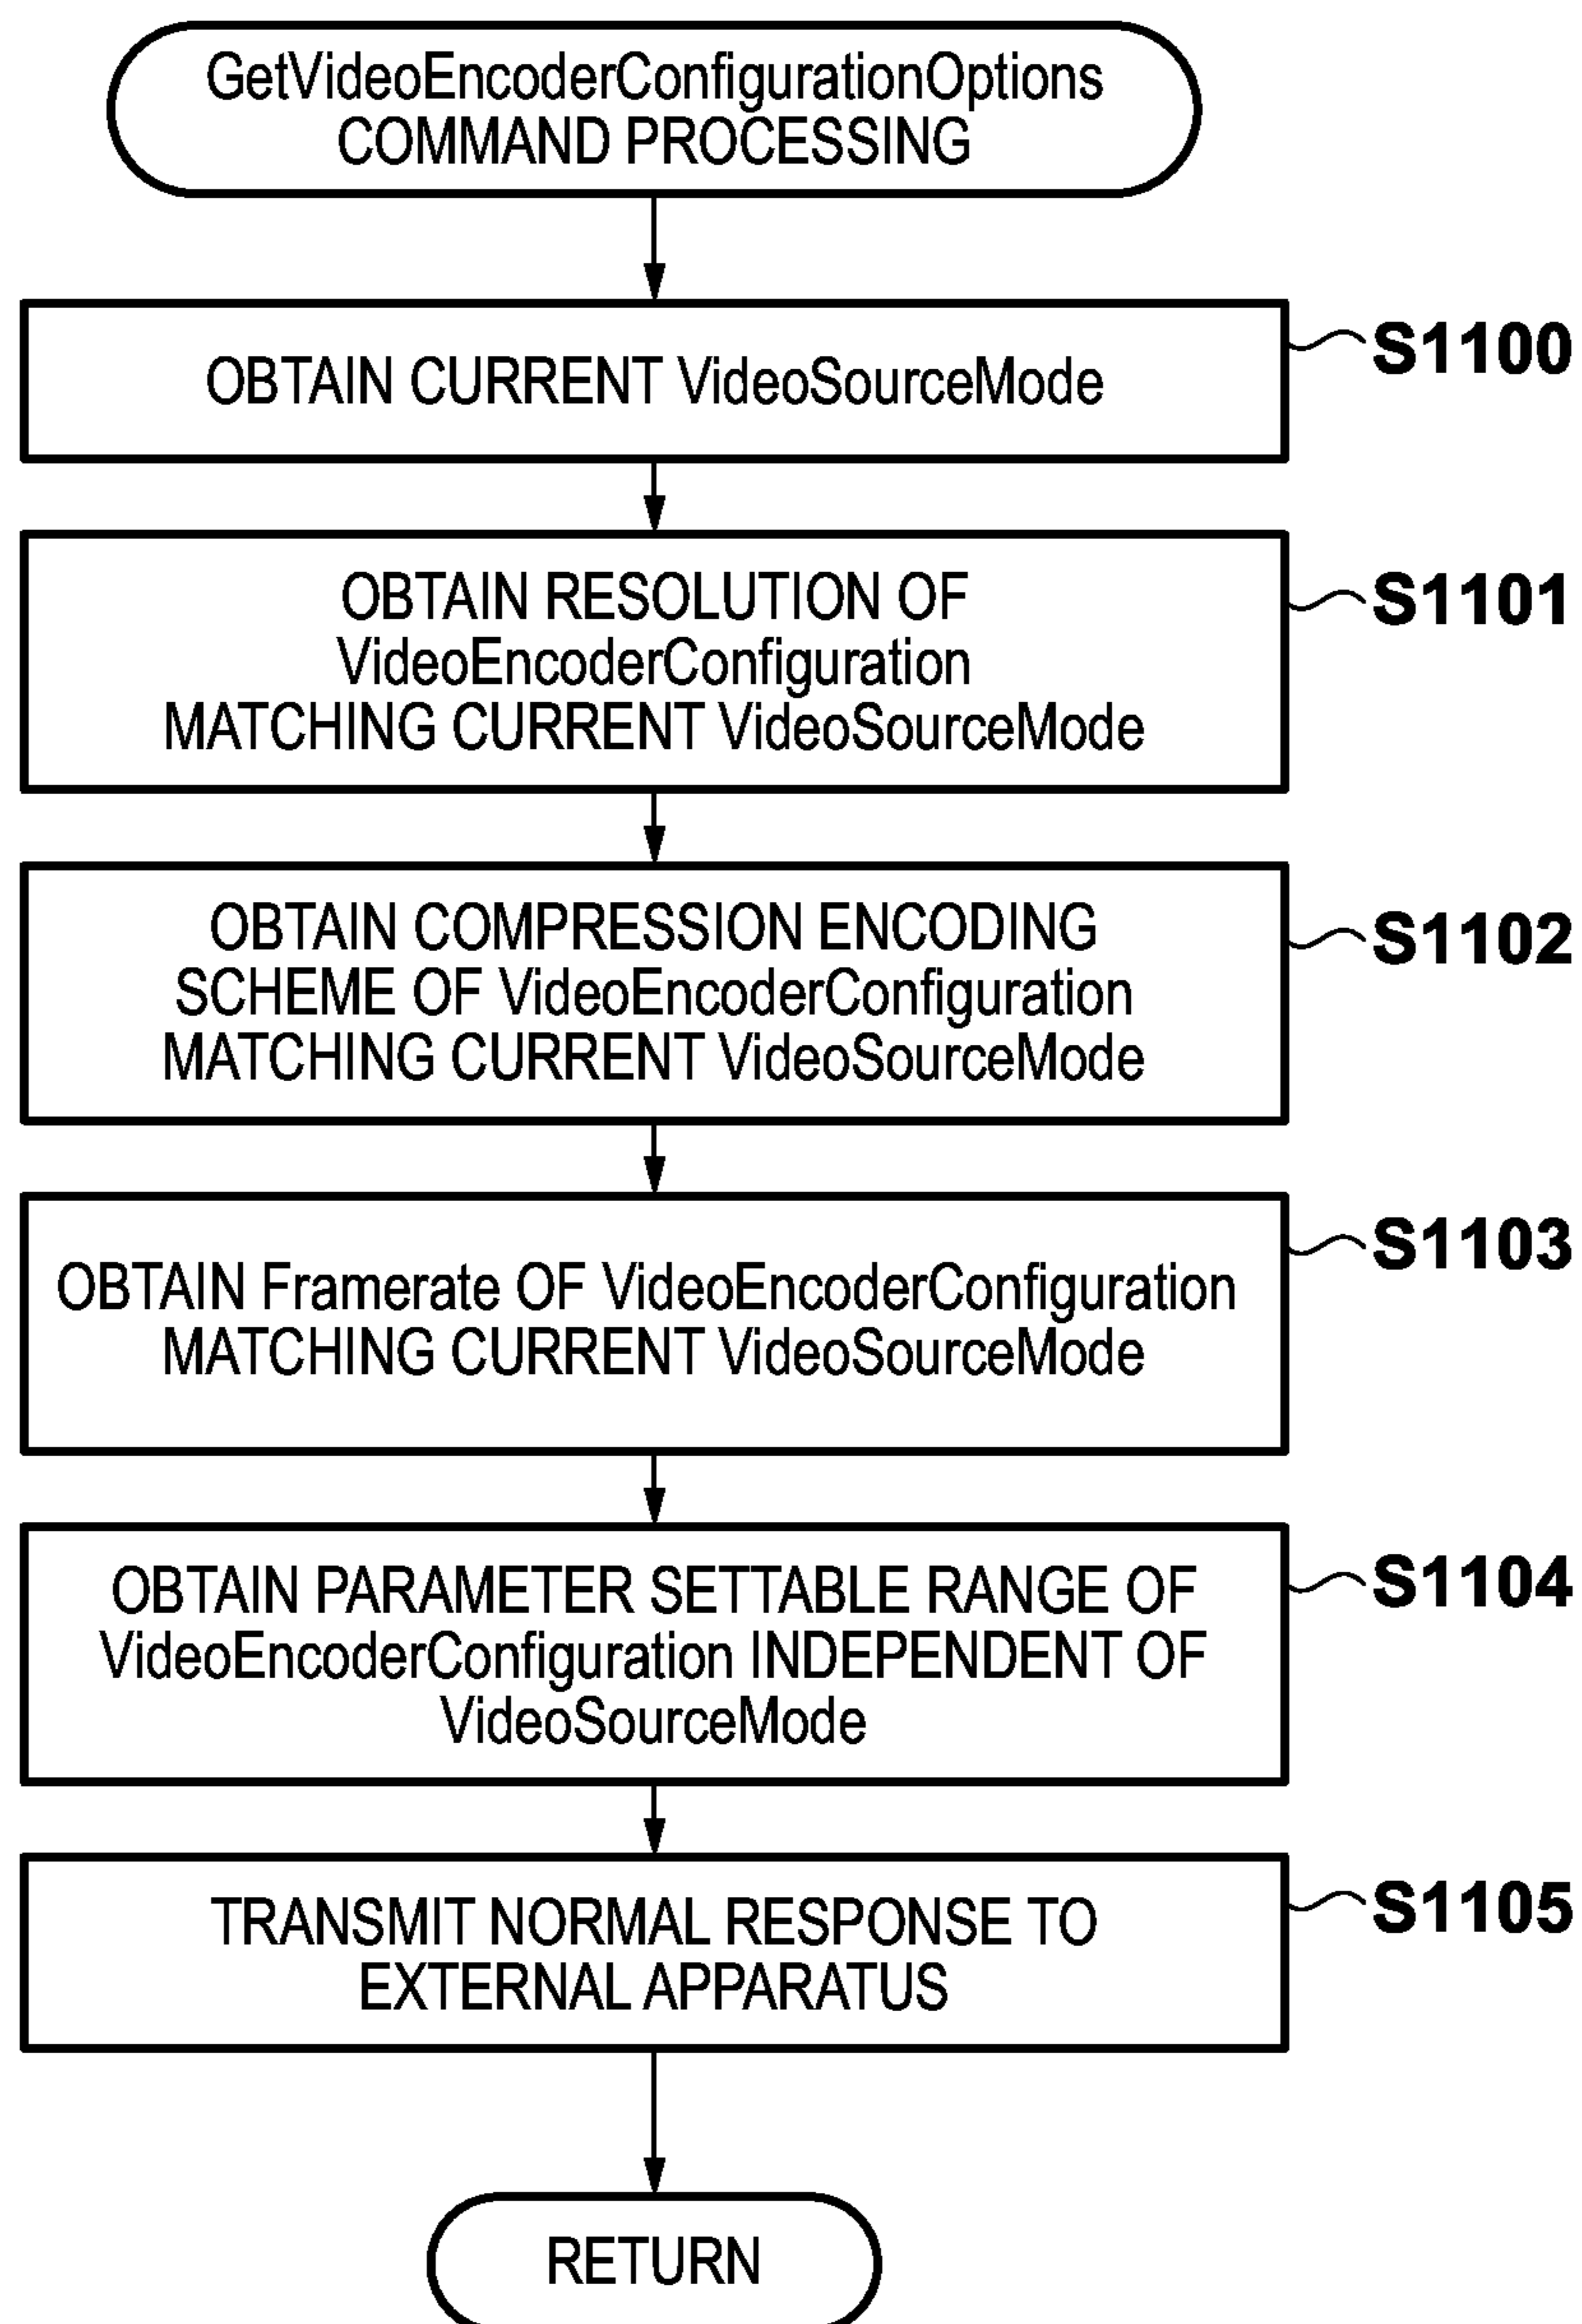 GetVideoEncoderConfigurationOptions
COMMAND PROCESSING
OBTAIN CURRENT VideoSourceMode
S1100
OBTAIN RESOLUTION OF
VideoEncoderConfiguration
MATCHING CURRENT VideoSourceMode
S1101
OBTAIN COMPRESSION ENCODING
SCHEME OF VideoEncoderConfiguration
MATCHING CURRENT VideoSourceMode
S1102
OBTAIN Framerate OF VideoEncoderConfiguration
MATCHING CURRENT VideoSourceMode
S1103
OBTAIN PARAMETER SETTABLE RANGE OF
VideoEncoderConfiguration INDEPENDENT OF
VideoSourceMode
S1104
TRANSMIT NORMAL RESPONSE TO
EXTERNAL APPARATUS
S1105
RETURN